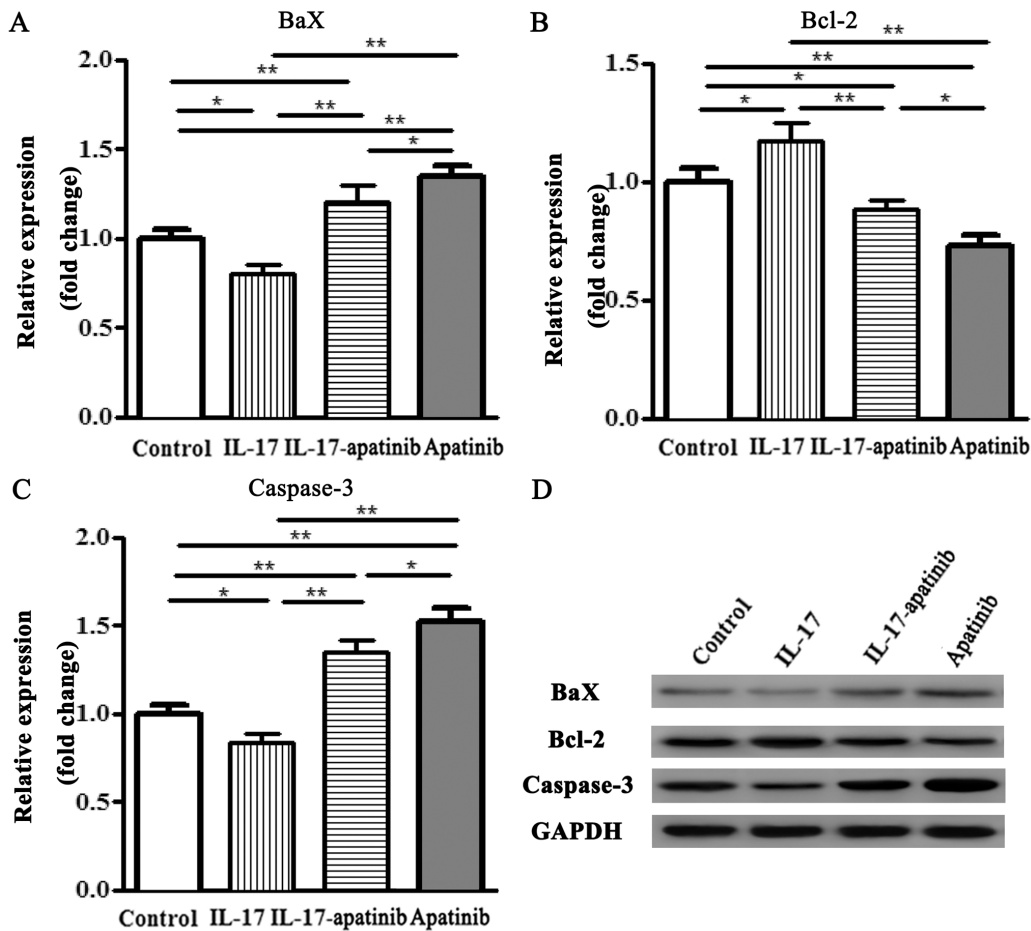 A
BaX
Relative expression
(fold change)
2.0
1.5
1.0
0.5
0.0
**
**
*
**
**
*
Control IL-17 IL-17-apatinib Apatinib
B
Bcl-2
Relative expression
(fold change)
1.5
1.0
0.5
0.0
**
**
*
*
**
*
Control IL-17 IL-17-apatinib Apatinib
C
Caspase-3
Relative expression
(fold change)
2.0
1.5
1.0
0.5
0.0
**
**
**
*
*
**
Control IL-17 IL-17-apatinib Apatinib
D
Control
IL-17
IL-17-apatinib
Apatinib
BaX
Bcl-2
Caspase-3
GAPDH